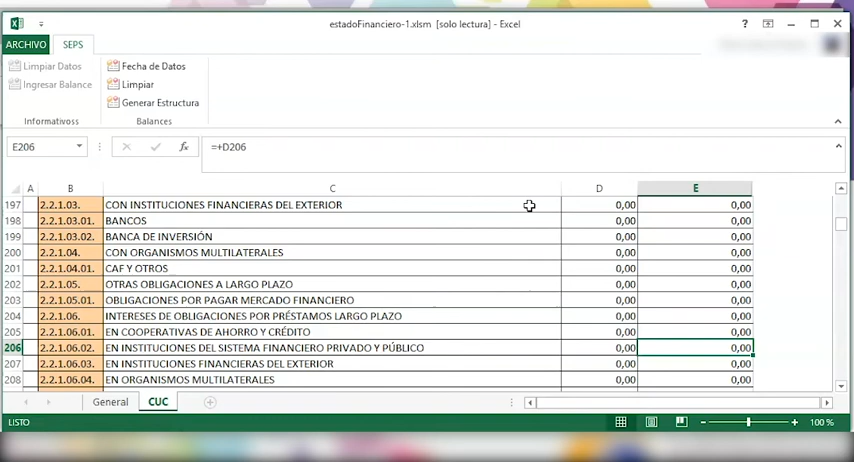 estadoFinanciero-1.xlsm [solo lectura] - Excel
?
ARCHIVO SEPS
Limpiar Datos
Ingresar Balance
Informativoss
Fecha de Datos
Limpiar
Generar Estructura
Balances
E206 fx =+D206
A B C D E
197 2.2.1.03. CON INSTITUCIONES FINANCIERAS DEL EXTERIOR 0,00 0,00
198 2.2.1.03.01. BANCOS 0,00 0,00
199 2.2.1.03.02. BANCA DE INVERSIÓN 0,00 0,00
200 2.2.1.04. CON ORGANISMOS MULTILATERALES 0,00 0,00
201 2.2.1.04.01. CAF Y OTROS 0,00 0,00
202 2.2.1.05. OTRAS OBLIGACIONES A LARGO PLAZO 0,00 0,00
203 2.2.1.05.01. OBLIGACIONES POR PAGAR MERCADO FINANCIERO 0,00 0,00
204 2.2.1.06. INTERESES DE OBLIGACIONES POR PRÉSTAMOS LARGO PLAZO 0,00 0,00
205 2.2.1.06.01. EN COOPERATIVAS DE AHORRO Y CRÉDITO 0,00 0,00
206 2.2.1.06.02. EN INSTITUCIONES DEL SISTEMA FINANCIERO PRIVADO Y PÚBLICO 0,00 0,00
207 2.2.1.06.03. EN INSTITUCIONES FINANCIERAS DEL EXTERIOR 0,00 0,00
208 2.2.1.06.04. EN ORGANISMOS MULTILATERALES 0,00 0,00
General CUC
LISTO 100 %